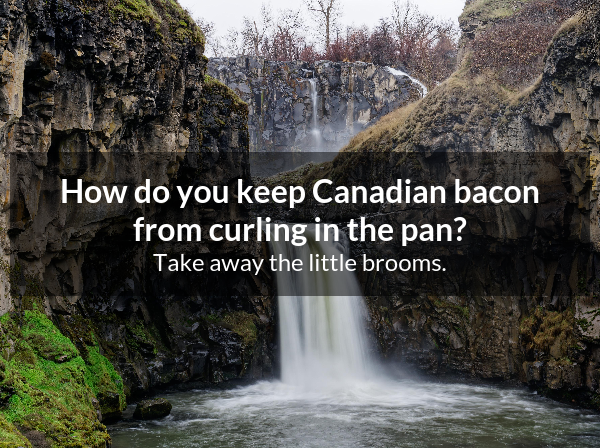 How do you keep Canadian bacon
from curling in the pan?
Take away the little brooms.